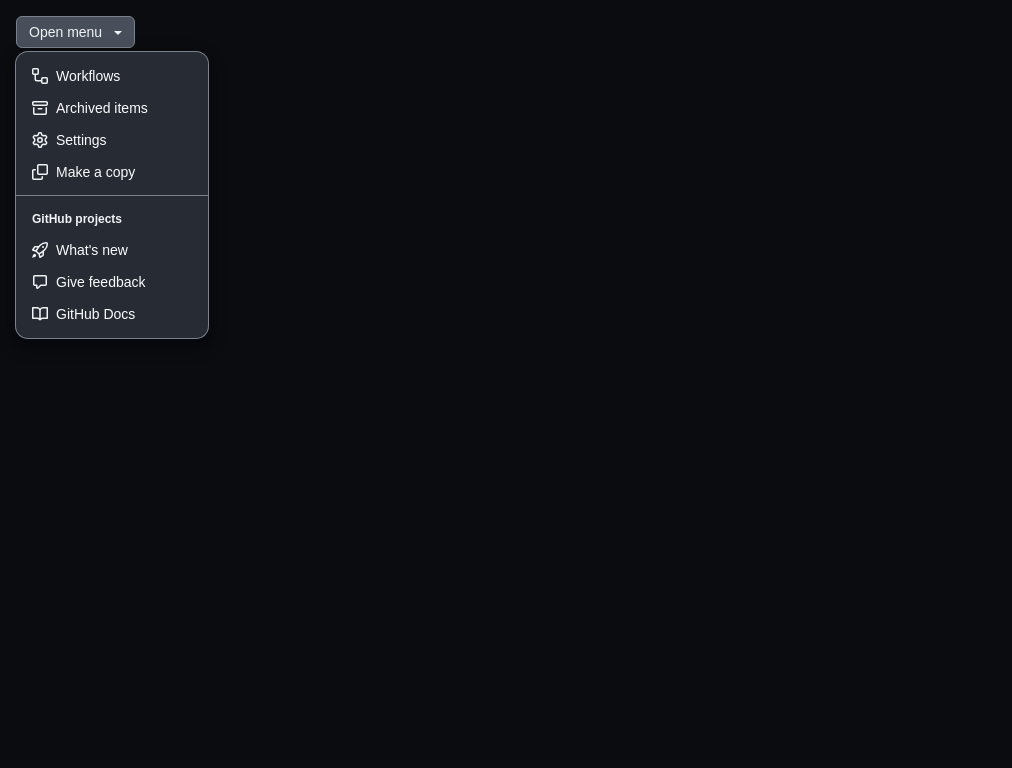 Open menu
Workflows
Archived items
Settings
Make a copy
GitHub projects
What's new
Give feedback
GitHub Docs